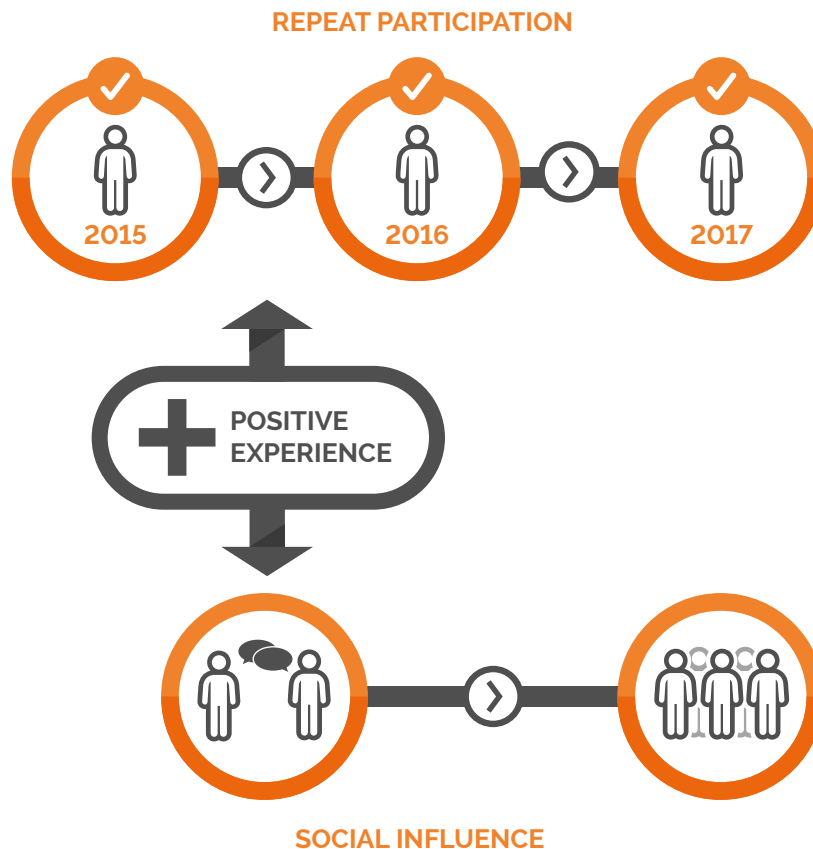 REPEAT PARTICIPATION
2015
2016
2017
POSITIVE
EXPERIENCE
SOCIAL INFLUENCE